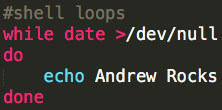 #shell loops
while date >/dev/null
do
    echo Andrew Rocks
done